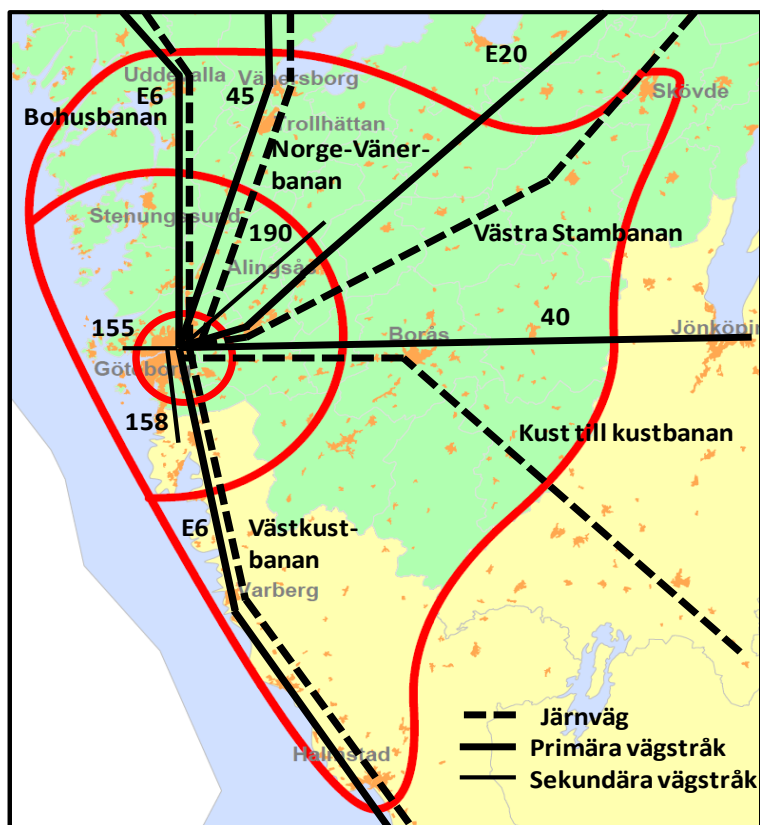 E20
Uddevalla
Vänersborg
E6
45
Skövde
Bohusbanan
Trollhättan
Norge-Väner-
banan
Stenungssund
190
Västra Stambanan
Alingsås
155
40
Borås
Jönköpin
Göteborg
158
Kust till kustbanan
E6
Västkust-
banan
Varberg
Järnväg
Primära vägstråk
Halmstad
Sekundära vägstråk